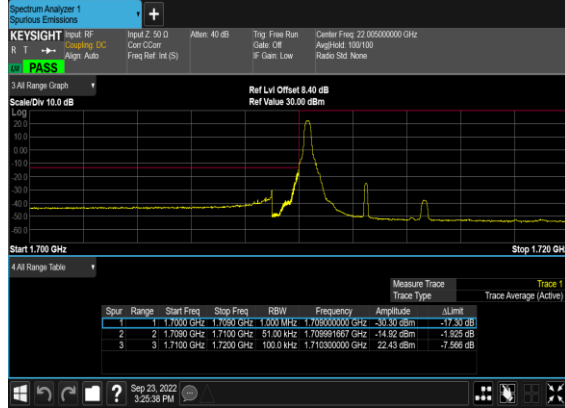 Spectrum Analyzer 1
Spurious Emissions
+
KEYSIGHT Input: RF Input Z: 50 Ω Atten: 40 dB Trig: Free Run Center Freq: 22.005000000 GHz
R T Coupling: DC Corr CCorr Gate: Off Avg|Hold: 100/100
Align: Auto Freq Ref: Int (S) IF Gain: Low Radio Std: None
PASS
3 All Range Graph
Ref Lvl Offset 8.40 dB
Scale/Div 10.0 dB Ref Value 30.00 dBm
Log
20.0
10.0
0.00
-10.0
-20.0
-30.0
-40.0
-50.0
-60.0
Start 1.700 GHz Stop 1.720 GH
4 All Range Table
Measure Trace Trace 1
Trace Type Trace Average (Active)
Spur Range Start Freq Stop Freq RBW Frequency Amplitude ΔLimit
1 1 1.7000 GHz 1.7090 GHz 1.000 MHz 1.709000000 GHz -30.30 dBm -17.30 dB
2 2 1.7090 GHz 1.7100 GHz 51.00 kHz 1.709991667 GHz -14.92 dBm -1.925 dB
3 3 1.7100 GHz 1.7200 GHz 100.0 kHz 1.710300000 GHz 22.43 dBm -7.566 dB
? Sep 23, 2022
3:25:38 PM